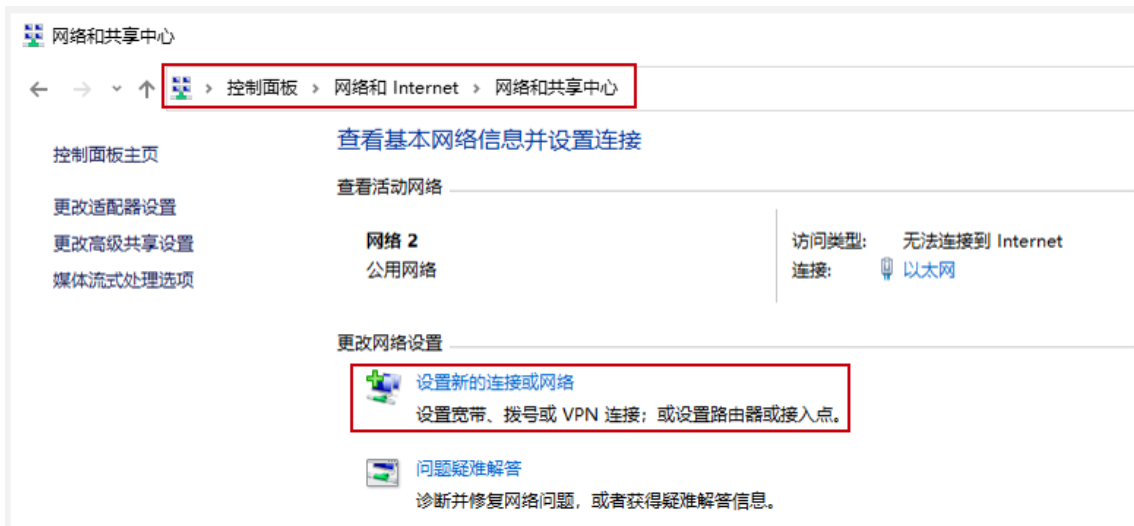 网络和共享中心
控制面板 > 网络和 Internet > 网络和共享中心
控制面板主页
更改适配器设置
更改高级共享设置
媒体流式处理选项
查看基本网络信息并设置连接
查看活动网络
网络 2
公用网络
访问类型: 无法连接到 Internet
连接: 以太网
更改网络设置
设置新的连接或网络
设置宽带、拨号或 VPN 连接；或设置路由器或接入点。
问题疑难解答
诊断并修复网络问题，或者获得疑难解答信息。